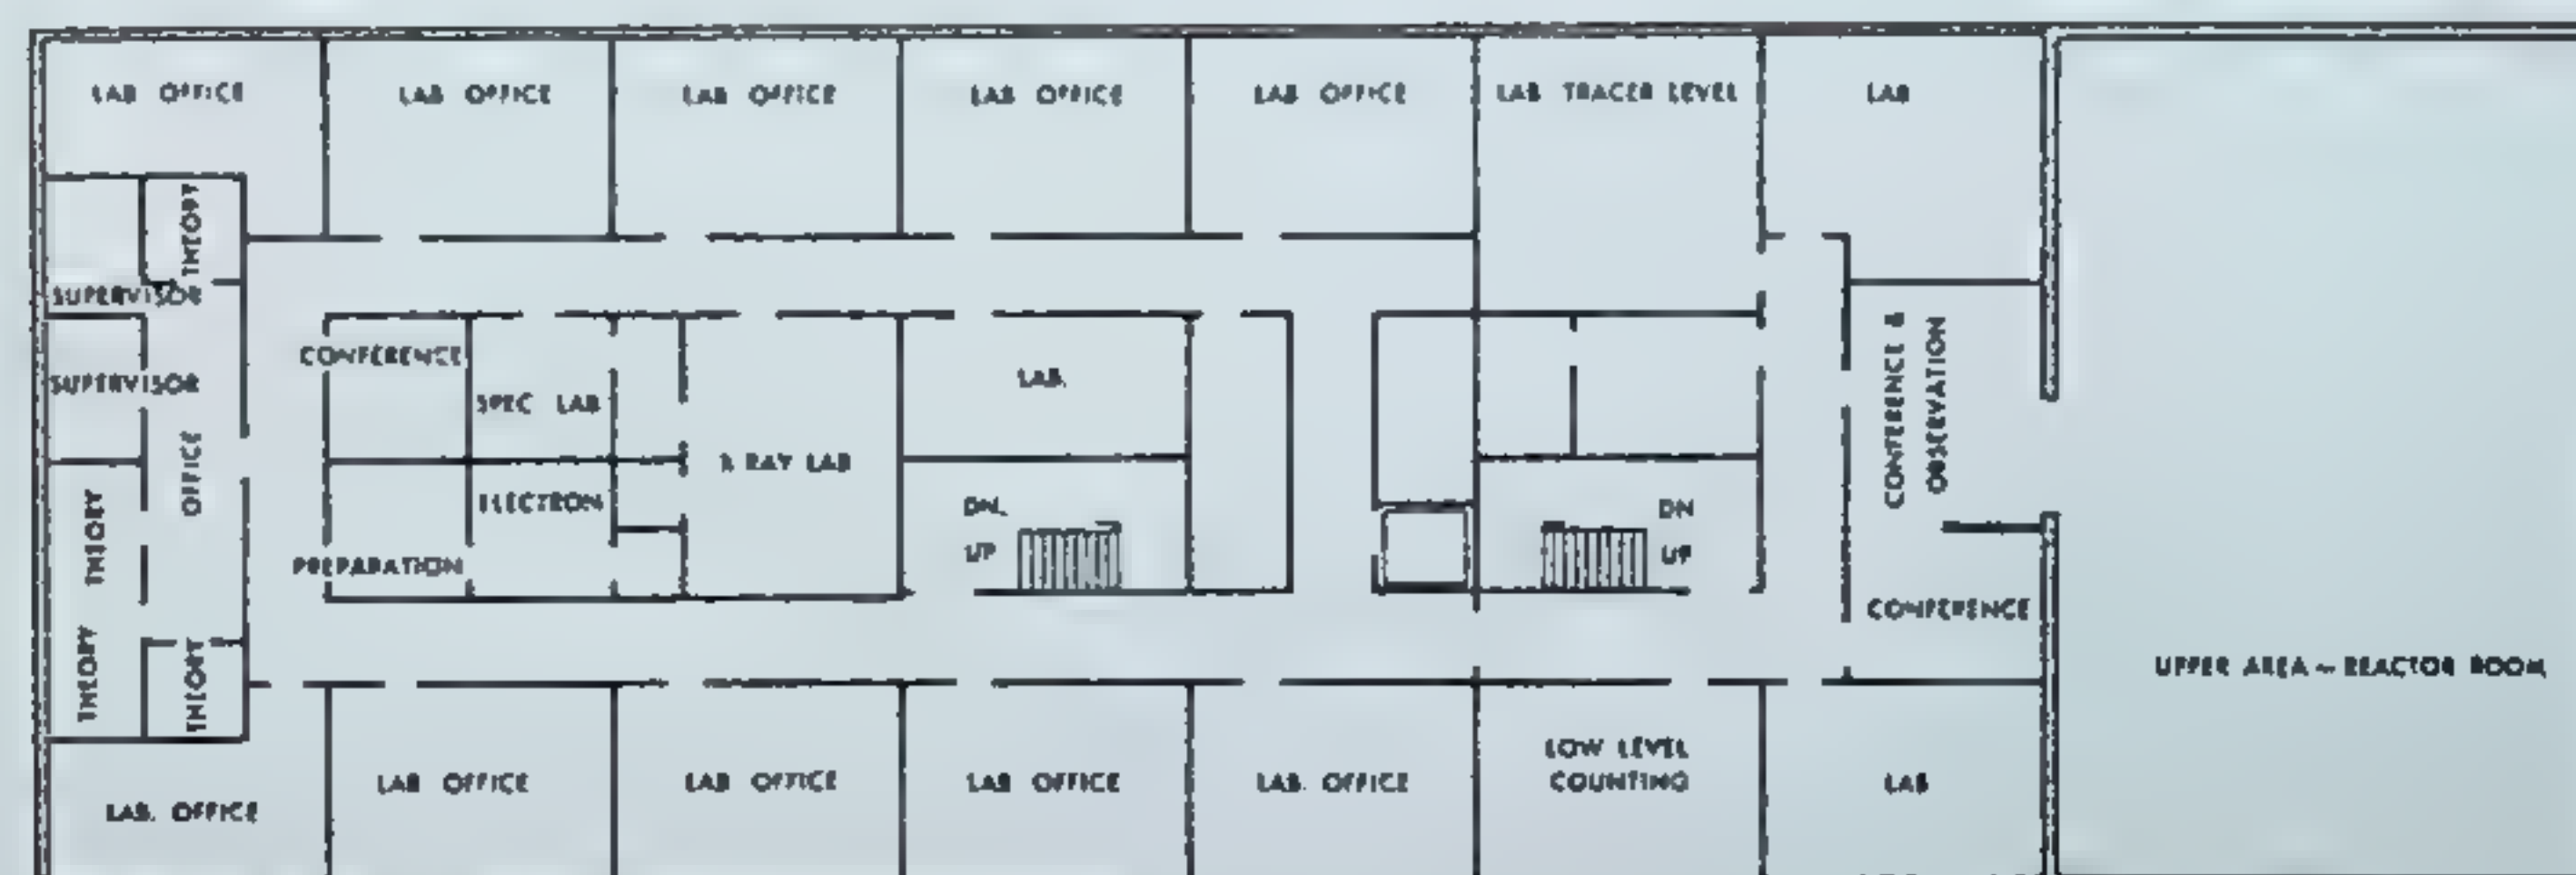 LAB OFFICE
LAB OFFICE
LAB OFFICE
LAB OFFICE
LAB OFFICE
LAB TRACER LEVEL
LAB
THEORY
SUPERVISOR
SUPERVISOR
OFFICE
THEORY
THEORY
THEORY
CONFERENCE
SPEC LAB
ELECTRON
PREPARATION
X RAY LAB
LAB.
DN.
UP
DN
UP
CONFERENCE &
OBSERVATION
CONFERENCE
UPPER AREA - REACTOR ROOM
LAB. OFFICE
LAB OFFICE
LAB OFFICE
LAB OFFICE
LAB. OFFICE
LOW LEVEL
COUNTING
LAB